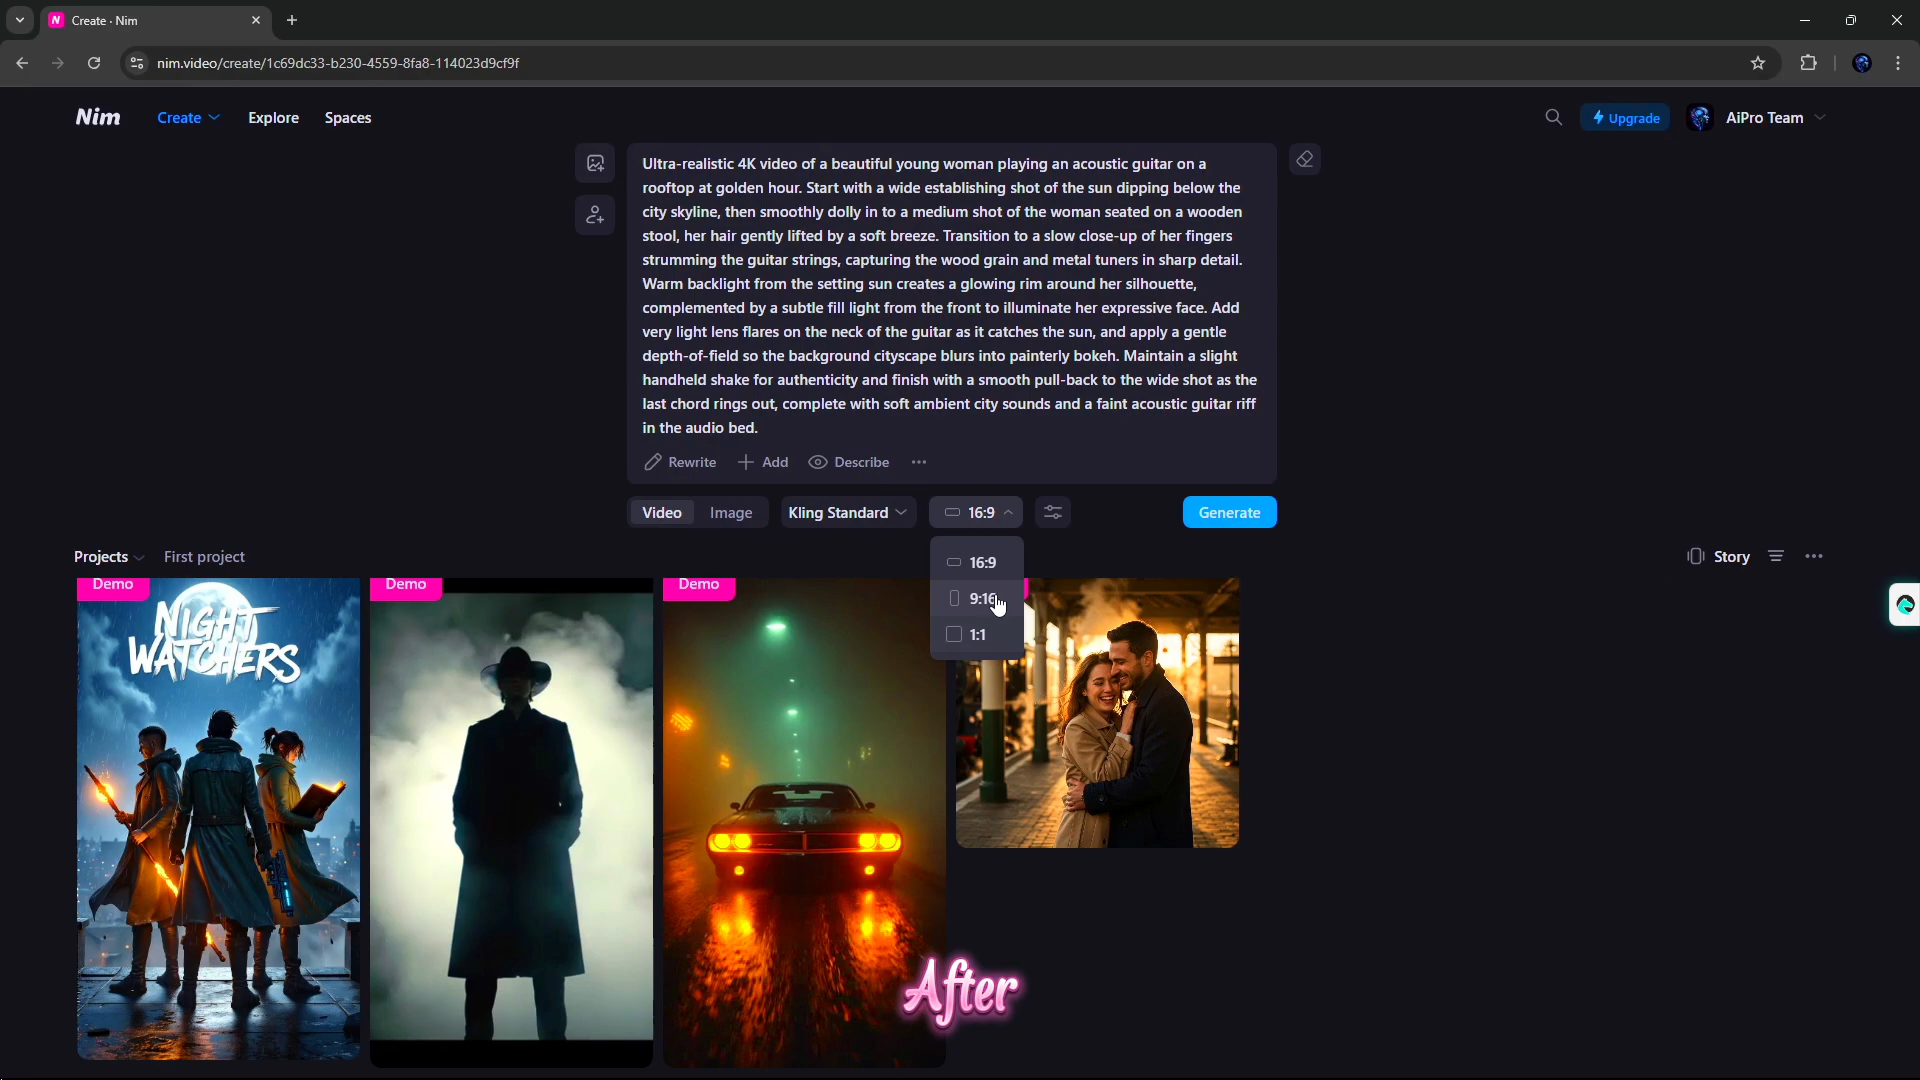 Create - Nim
nim.video/create/1c69dc33-b230-4559-8fa8-114023d9cf9f
Nim Create Explore Spaces Upgrade AiPro Team
Ultra-realistic 4K video of a beautiful young woman playing an acoustic guitar on a
rooftop at golden hour. Start with a wide establishing shot of the sun dipping below the
city skyline, then smoothly dolly in to a medium shot of the woman seated on a wooden
stool, her hair gently lifted by a soft breeze. Transition to a slow close-up of her fingers
strumming the guitar strings, capturing the wood grain and metal tuners in sharp detail.
Warm backlight from the setting sun creates a glowing rim around her silhouette,
complemented by a subtle fill light from the front to illuminate her expressive face. Add
very light lens flares on the neck of the guitar as it catches the sun, and apply a gentle
depth-of-field so the background cityscape blurs into painterly bokeh. Maintain a slight
handheld shake for authenticity and finish with a smooth pull-back to the wide shot as the
last chord rings out, complete with soft ambient city sounds and a faint acoustic guitar riff
in the audio bed.
Rewrite Add Describe
Video Image Kling Standard 16:9 Generate
Projects First project Story
16:9
9:16
1:1
Demo Demo Demo
NIGHT
WATCHERS
After